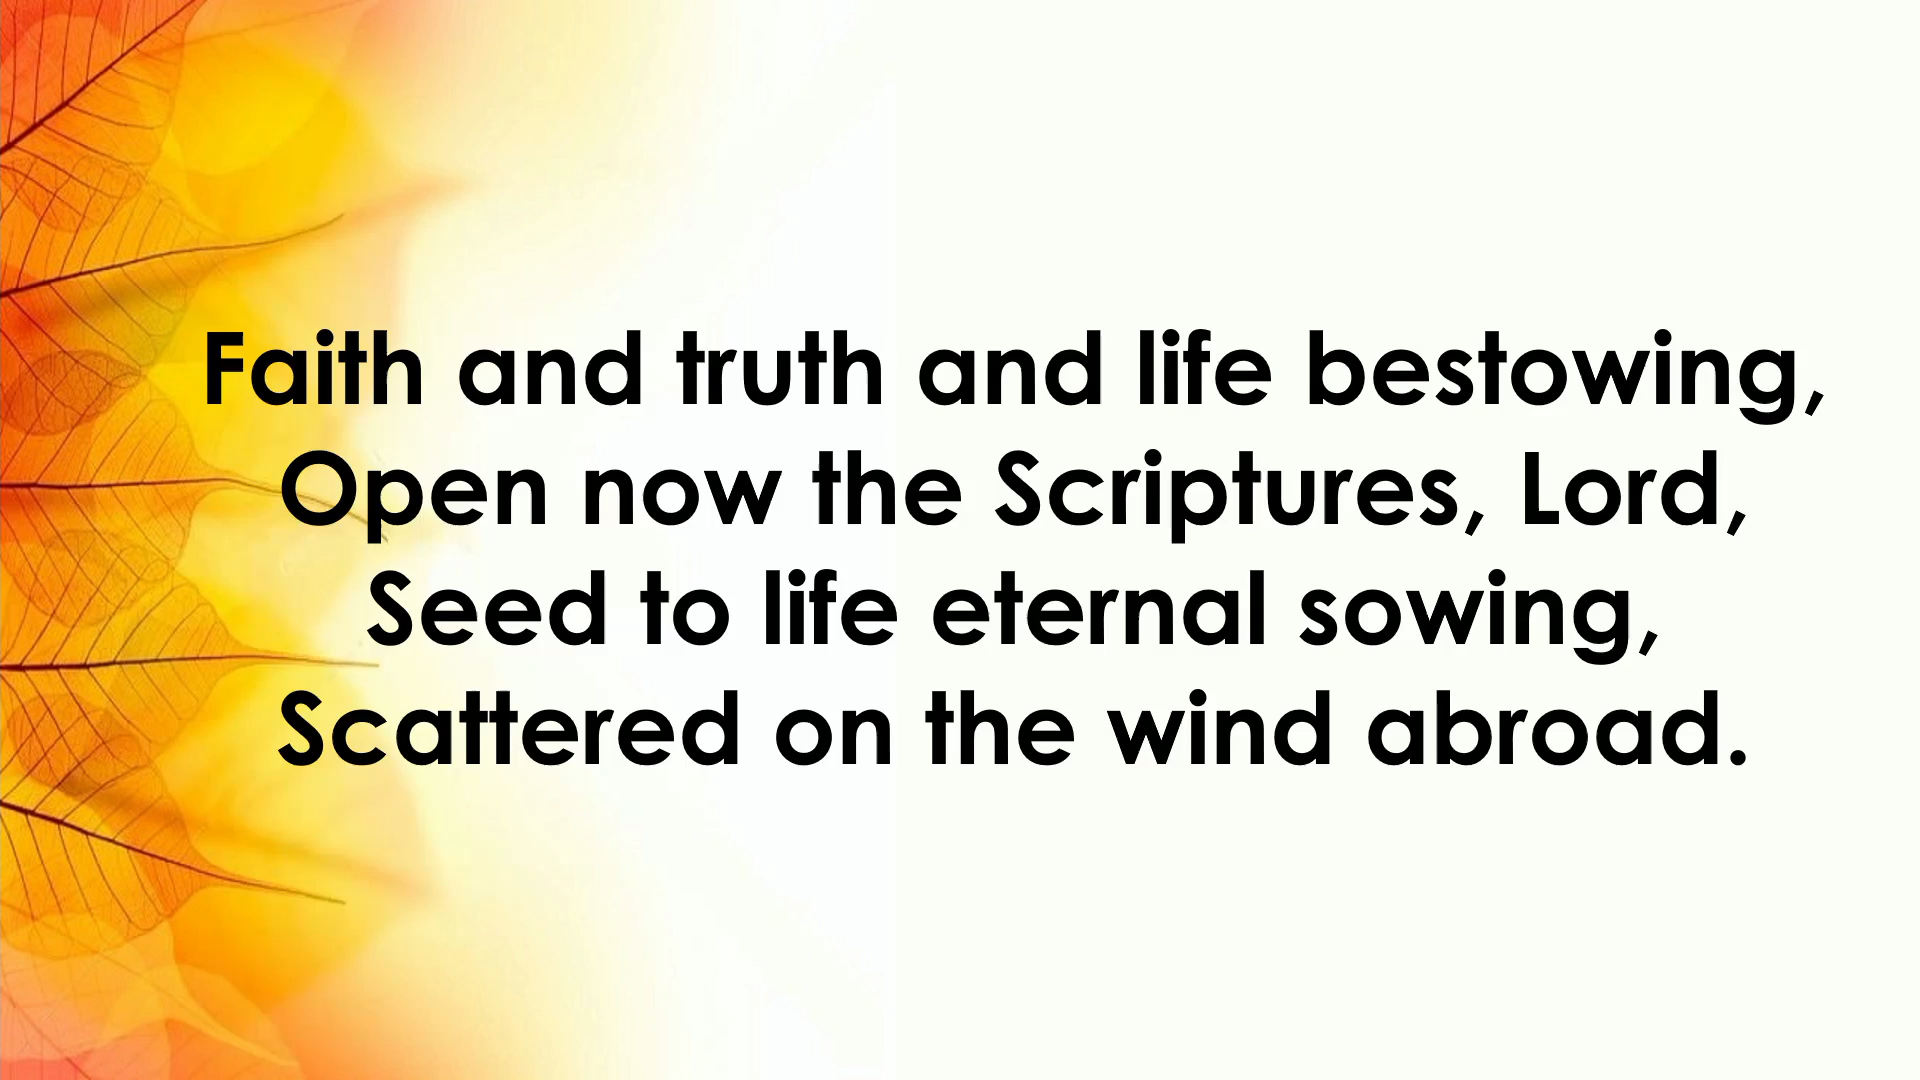 Faith and truth and life bestowing,
Open now the Scriptures, Lord,
Seed to life eternal sowing,
Scattered on the wind abroad.